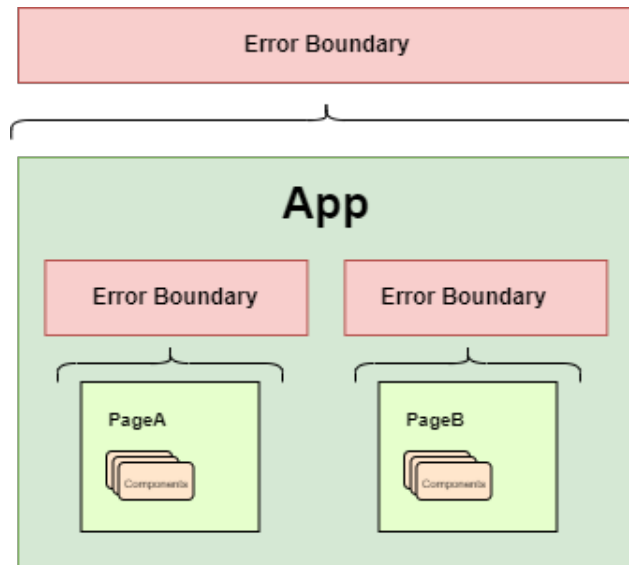 Error Boundary
App
Error Boundary
Error Boundary
PageA
PageB
Components
Components